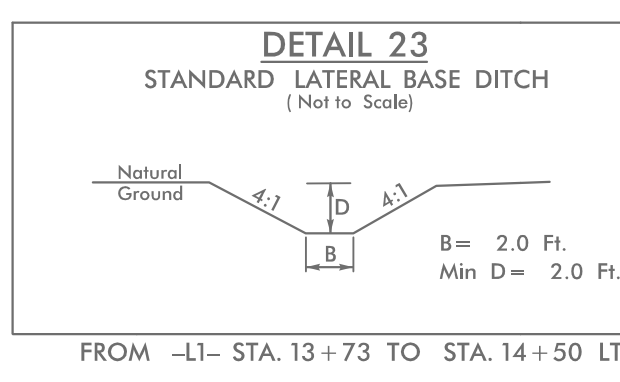 DETAIL 23
STANDARD LATERAL BASE DITCH
( Not to Scale)
Natural
Ground
4:1
D
4:1
B
B= 2.0 Ft.
Min D= 2.0 Ft.
FROM –L1– STA. 13+73 TO STA. 14+50 LT